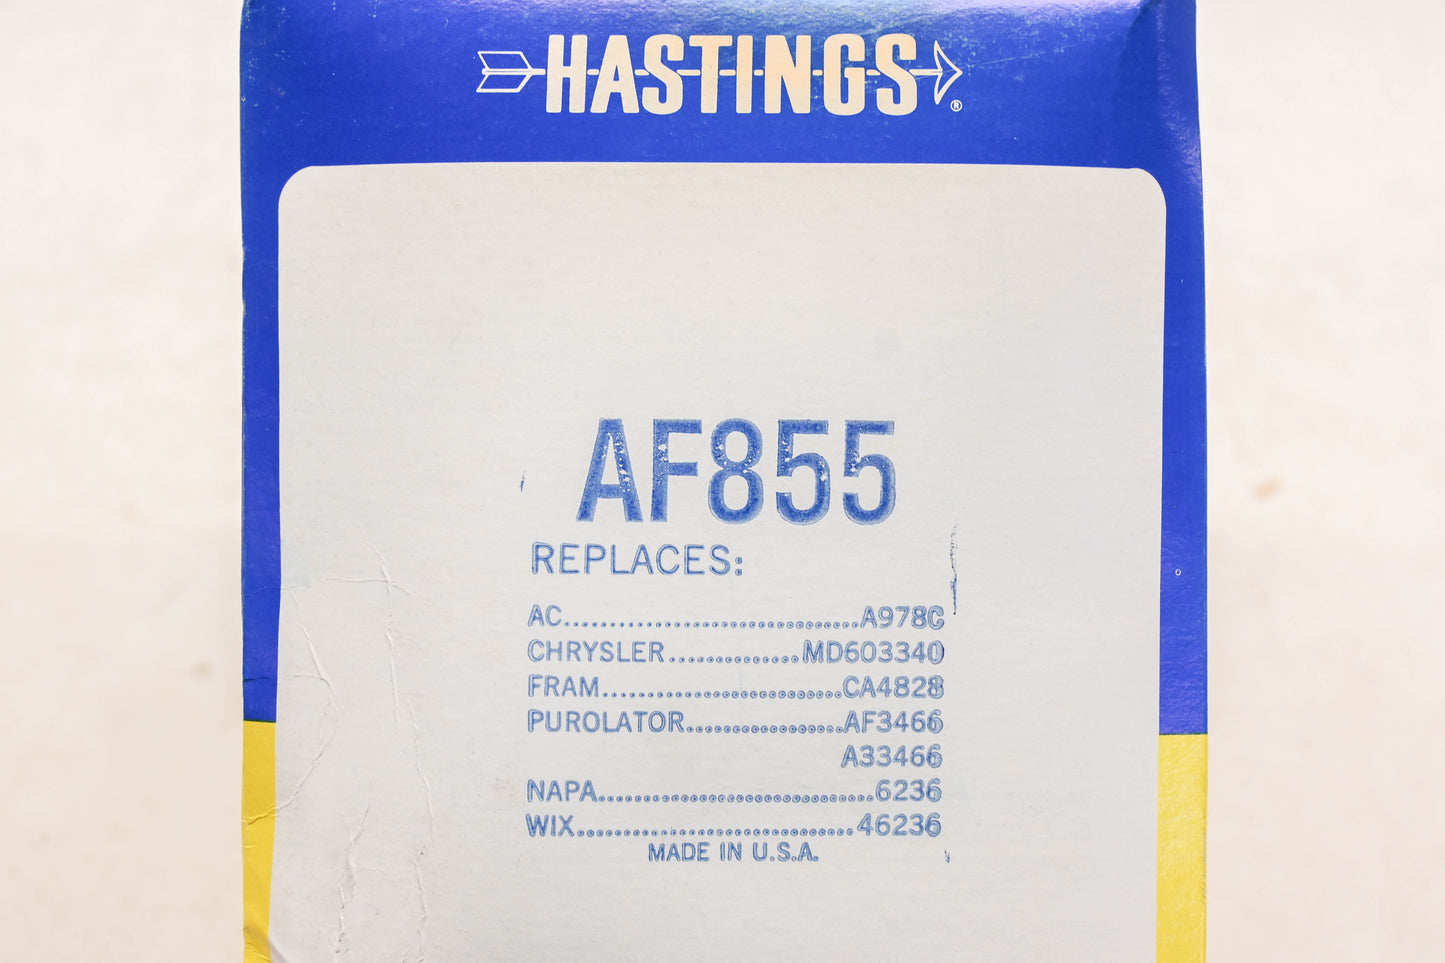 HASTINGS®
AF855
REPLACES:
AC................................A978C
CHRYSLER..............MD603340
FRAM..........................CA4828
PUROLATOR.................AF3466
A33466
NAPA..............................6236
WIX..............................46236
MADE IN U.S.A.